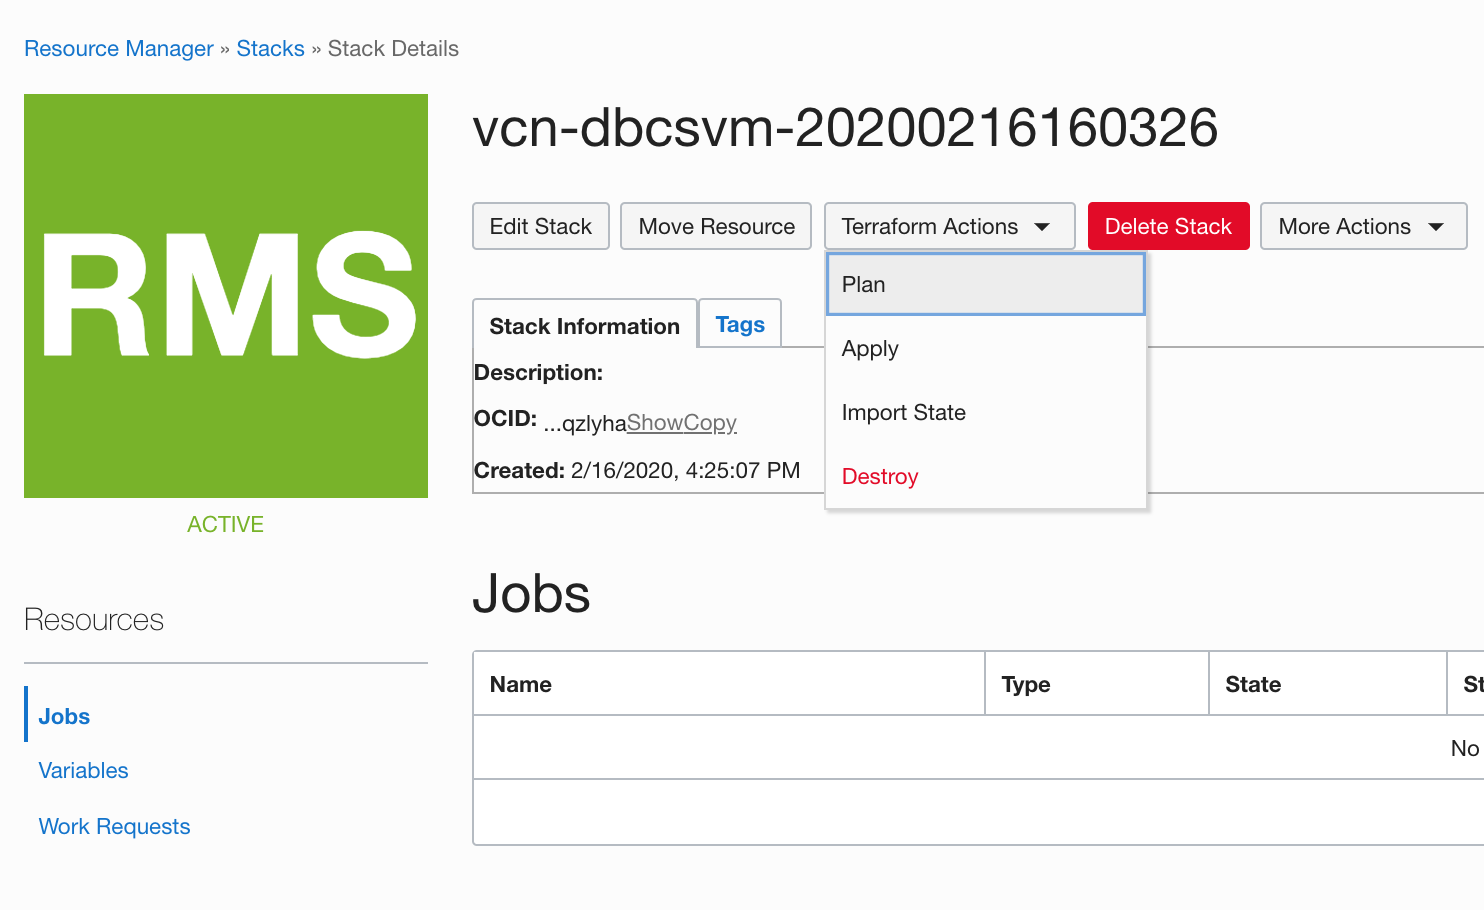 Resource Manager » Stacks » Stack Details
RMS
ACTIVE
vcn-dbcsvm-20200216160326
Edit Stack Move Resource Terraform Actions Delete Stack More Actions
Plan
Apply
Import State
Destroy
Stack Information Tags
Description:
OCID: ...qzlyhaShowCopy
Created: 2/16/2020, 4:25:07 PM
Resources
Jobs
Variables
Work Requests
Jobs
Name Type State St
No